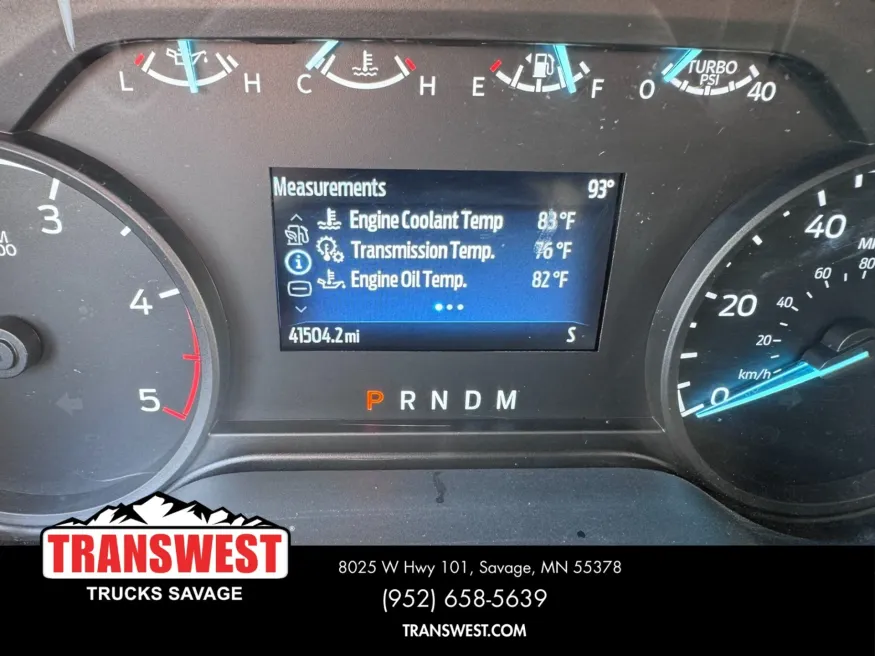 L H C H E F 0 TURBO PSI 40
Measurements 93°
Engine Coolant Temp 83 °F
Transmission Temp. 76 °F
Engine Oil Temp. 82 °F
41504.2 mi S
P R N D M
3
4
5
40
20
0
80
60
40
20
km/h
TRANSWEST
TRUCKS SAVAGE
8025 W Hwy 101, Savage, MN 55378
(952) 658-5639
TRANSWEST.COM